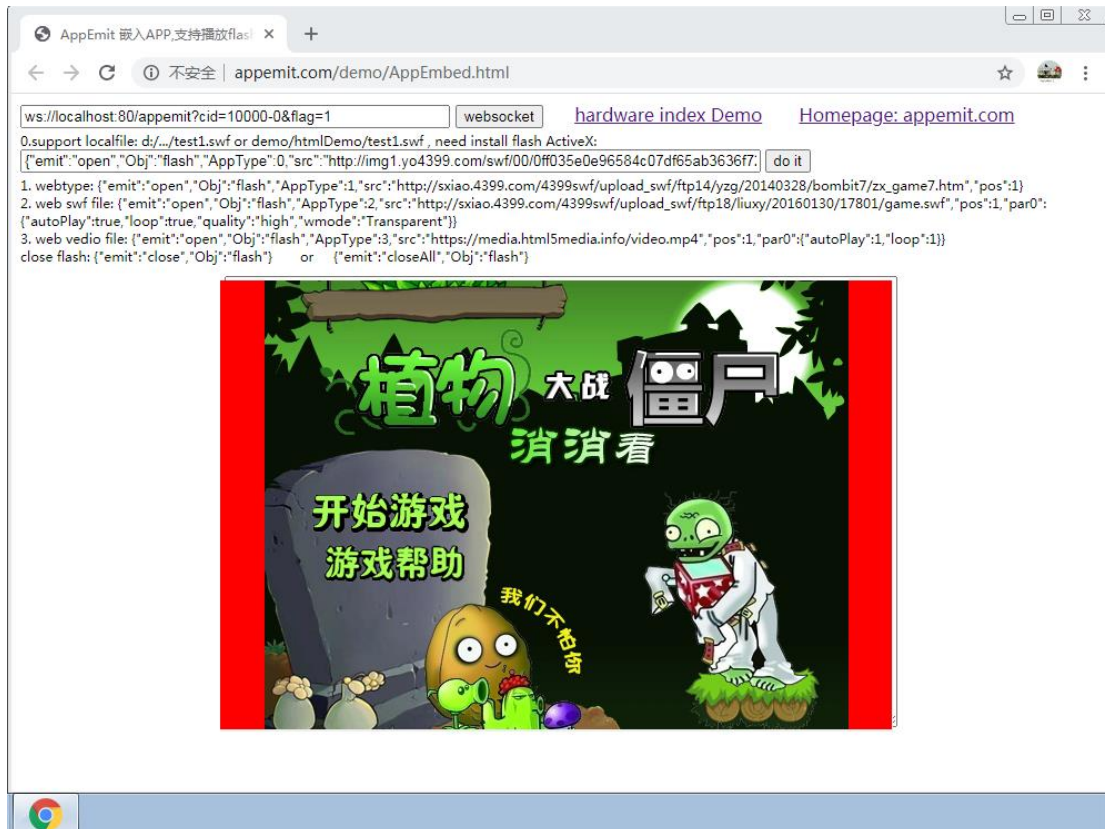 AppEmit 嵌入APP,支持播放flas
不安全 appemit.com/demo/AppEmbed.html
ws://localhost:80/appemit?cid=10000-0&flag=1 websocket hardware index Demo Homepage: appemit.com
0.support localfile: d:/.../test1.swf or demo/htmlDemo/test1.swf , need install flash ActiveX:
{"emit":"open","Obj":"flash","AppType":0,"src":"http://img1.yo4399.com/swf/00/0ff035e0e96584c07df65ab3636f7 do it
1. webtype: {"emit":"open","Obj":"flash","AppType":1,"src":"http://sxiao.4399.com/4399swf/upload_swf/ftp14/yzg/20140328/bombit7/zx_game7.htm","pos":1}
2. web swf file: {"emit":"open","Obj":"flash","AppType":2,"src":"http://sxiao.4399.com/4399swf/upload_swf/ftp18/liuxy/20160130/17801/game.swf","pos":1,"par0":
{"autoPlay":true,"loop":true,"quality":"high","wmode":"Transparent"}}
3. web vedio file: {"emit":"open","Obj":"flash","AppType":3,"src":"https://media.html5media.info/video.mp4","pos":1,"par0":{"autoPlay":1,"loop":1}}
close flash: {"emit":"close","Obj":"flash"} or {"emit":"closeAll","Obj":"flash"}
植物大战僵尸
消消看
开始游戏
游戏帮助
我们不怕你